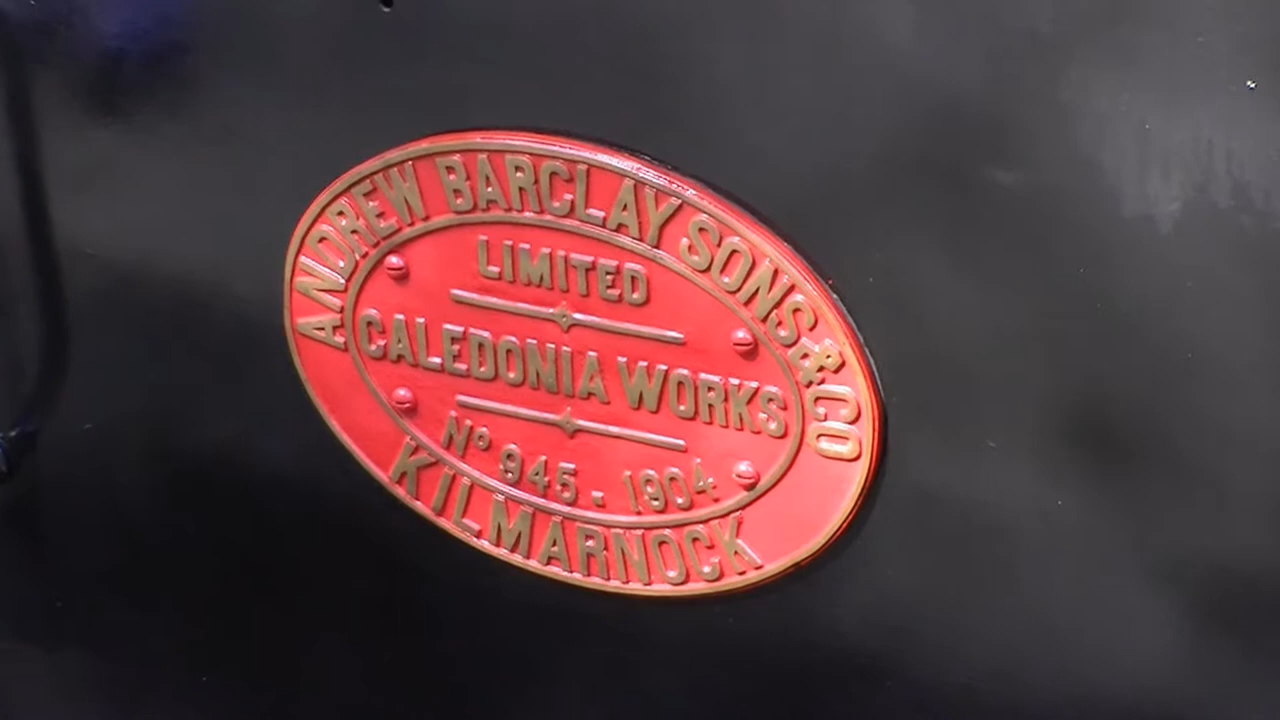 ANDREW BARCLAY SONS & CO
LIMITED
CALEDONIA WORKS
Nº 945 - 1904
KILMARNOCK